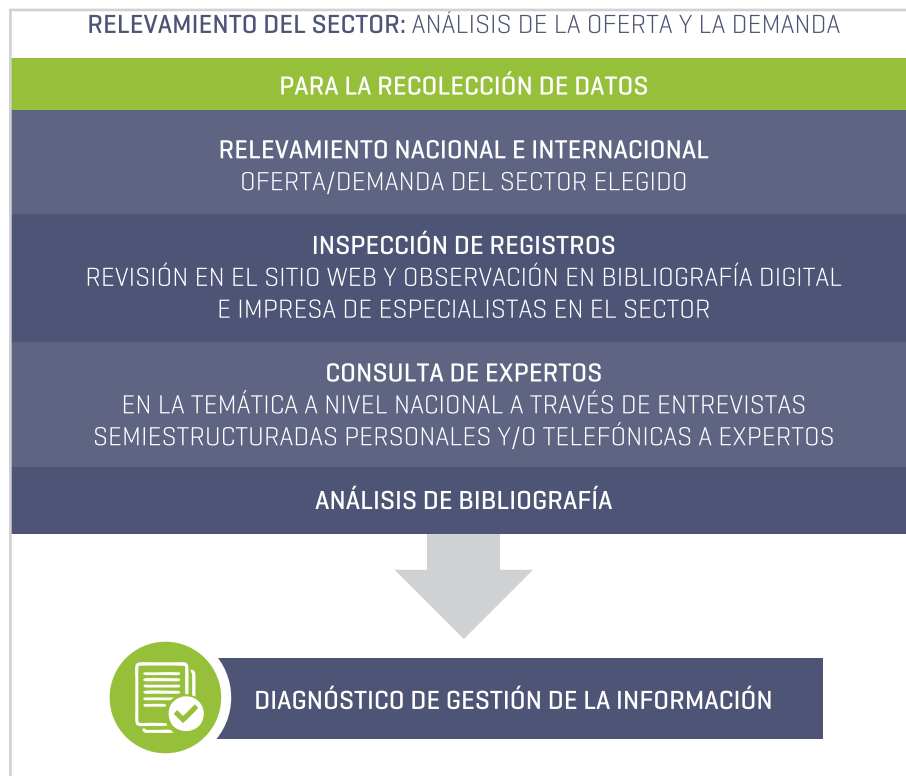 RELEVAMIENTO DEL SECTOR: ANÁLISIS DE LA OFERTA Y LA DEMANDA
PARA LA RECOLECCIÓN DE DATOS
RELEVAMIENTO NACIONAL E INTERNACIONAL
OFERTA/DEMANDA DEL SECTOR ELEGIDO
INSPECCIÓN DE REGISTROS
REVISIÓN EN EL SITIO WEB Y OBSERVACIÓN EN BIBLIOGRAFÍA DIGITAL
E IMPRESA DE ESPECIALISTAS EN EL SECTOR
CONSULTA DE EXPERTOS
EN LA TEMÁTICA A NIVEL NACIONAL A TRAVÉS DE ENTREVISTAS
SEMIESTRUCTURADAS PERSONALES Y/O TELEFÓNICAS A EXPERTOS
ANÁLISIS DE BIBLIOGRAFÍA
DIAGNÓSTICO DE GESTIÓN DE LA INFORMACIÓN